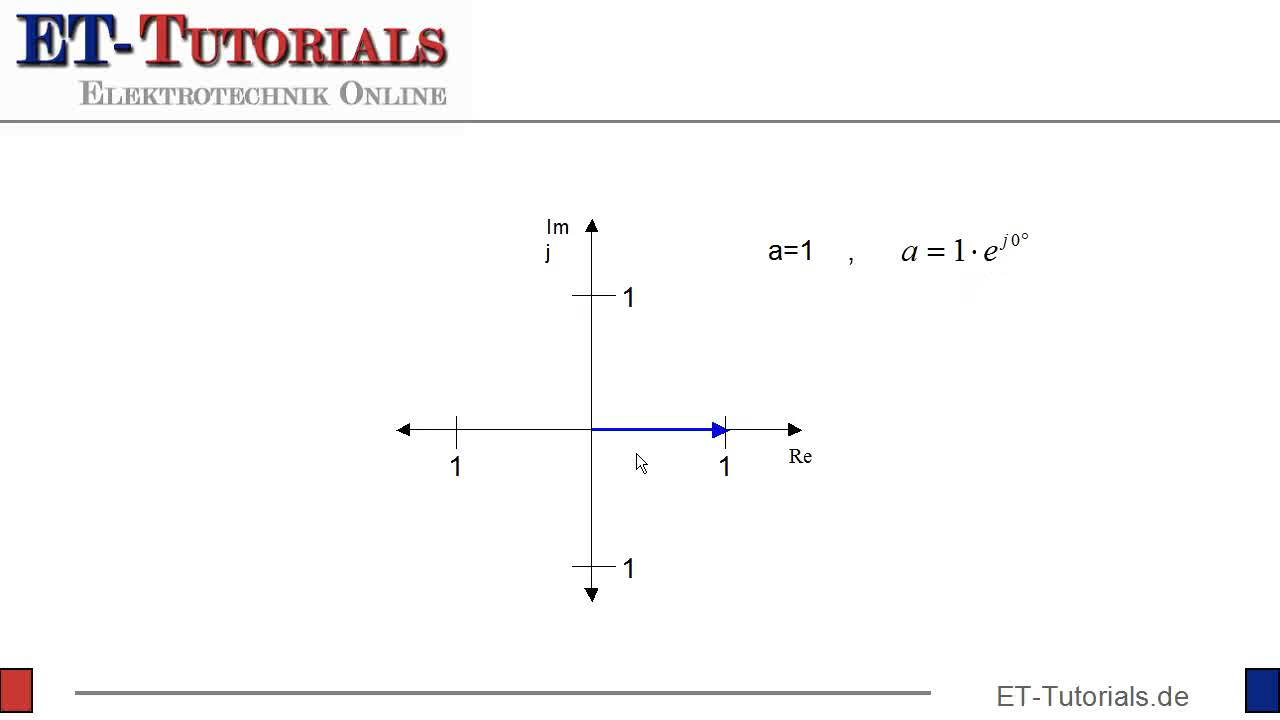 ET-TUTORIALS
ELEKTROTECHNIK ONLINE
Im
j
a=1 , a = 1 · e^{j0°}
1
1
1
Re
1
ET-Tutorials.de